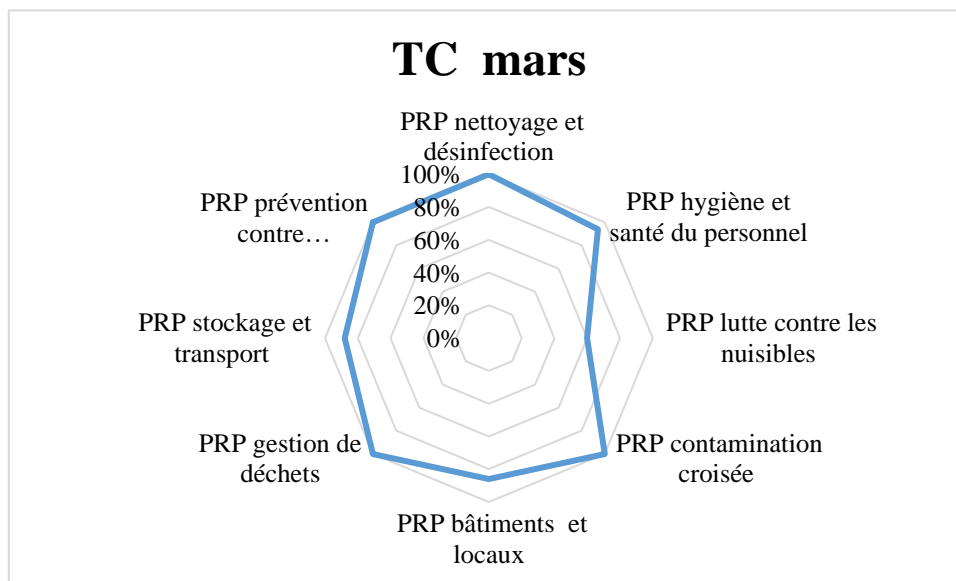 TC  mars
PRP nettoyage et
désinfection
100%
80%
60%
40%
20%
0%
PRP hygiène et
santé du personnel
PRP lutte contre les
nuisibles
PRP contamination
croisée
PRP bâtiments  et
locaux
PRP gestion de
déchets
PRP stockage et
transport
PRP prévention
contre…